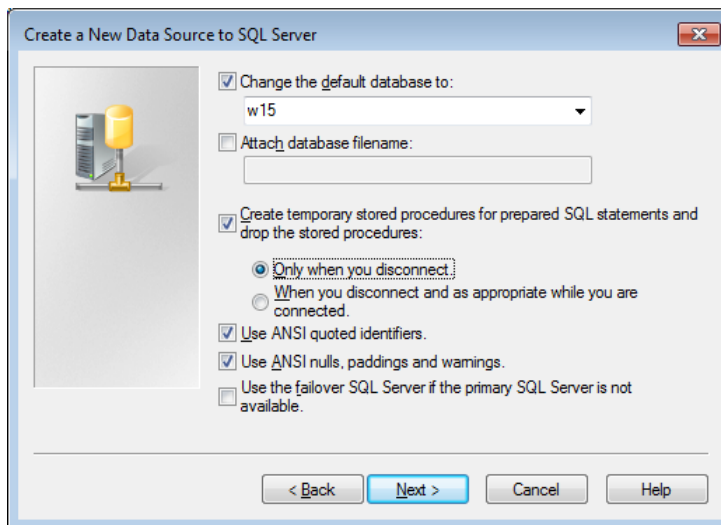 Create a New Data Source to SQL Server
Change the default database to:
w15
Attach database filename:
Create temporary stored procedures for prepared SQL statements and
drop the stored procedures:
Only when you disconnect.
When you disconnect and as appropriate while you are
connected.
Use ANSI quoted identifiers.
Use ANSI nulls, paddings and warnings.
Use the failover SQL Server if the primary SQL Server is not
available.
< Back
Next >
Cancel
Help